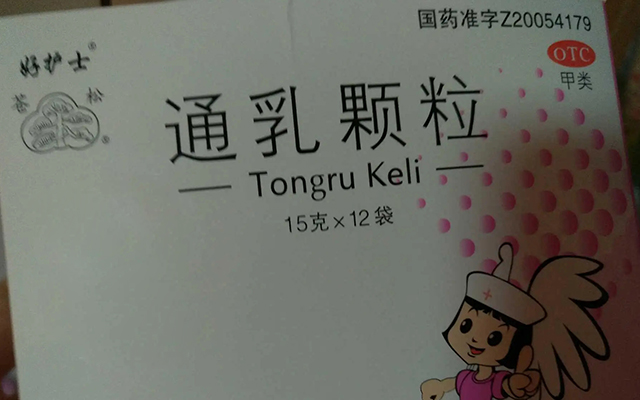 国药准字Z20054179
好护士®
OTC
甲类
苍松
®
通乳颗粒
Tongru Keli
15克×12袋